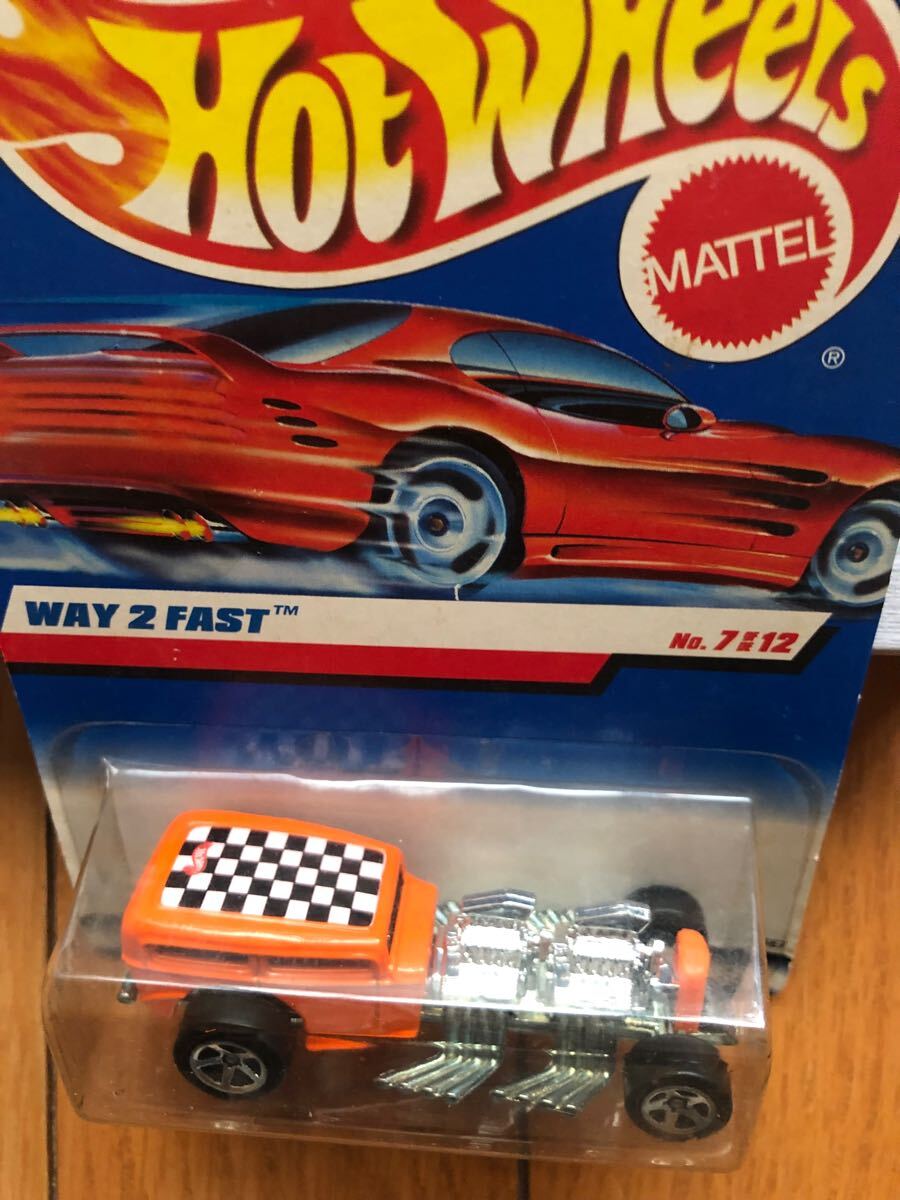 Hot Wheels
MATTEL
®
WAY 2 FAST™
No. 7 OF 12